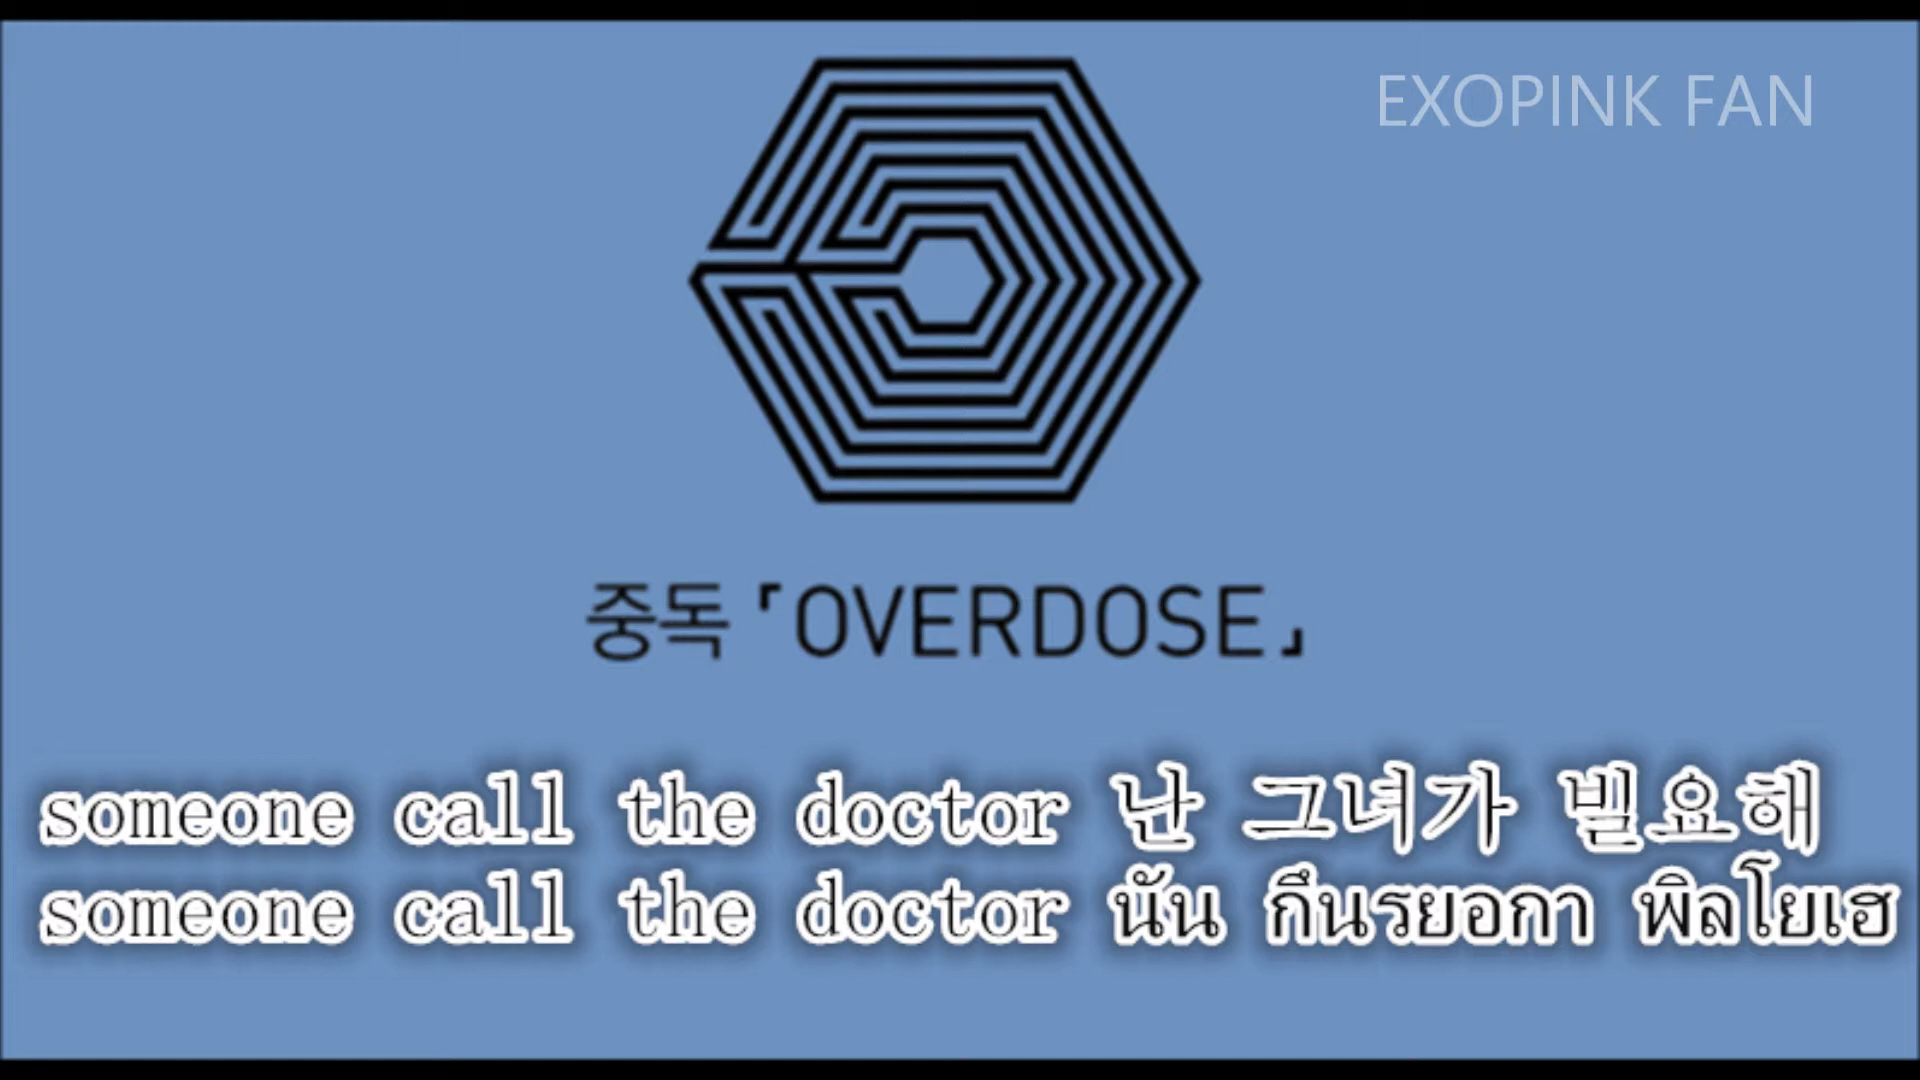 EXOPINK FAN
중독「OVERDOSE」
someone call the doctor 난 그녀가 빌요해
someone call the doctor นัน กึนรยอกา พิลโยเฮ